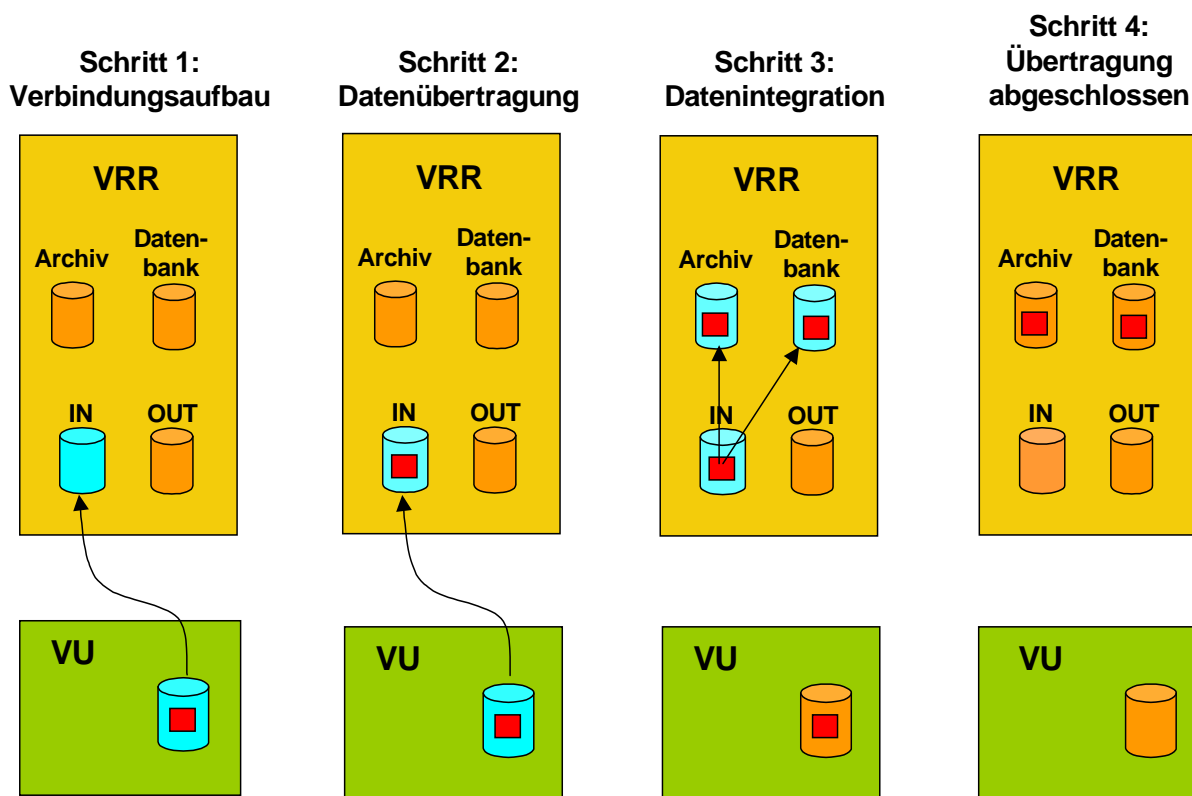 Schritt 1:
Verbindungsaufbau
VRR
Archiv
Daten-
bank
IN
OUT
VU
Schritt 2:
Datenübertragung
VRR
Archiv
Daten-
bank
IN
OUT
VU
Schritt 3:
Datenintegration
VRR
Archiv
Daten-
bank
IN
OUT
VU
Schritt 4:
Übertragung
abgeschlossen
VRR
Archiv
Daten-
bank
IN
OUT
VU